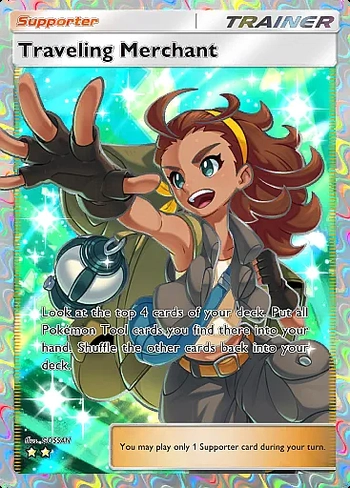 Supporter
TRAINER
Traveling Merchant
Look at the top 4 cards of your deck. Put all
Pokémon Tool cards you find there into your
hand. Shuffle the other cards back into your
deck.
Illus. GOSSAN
You may play only 1 Supporter card during your turn.